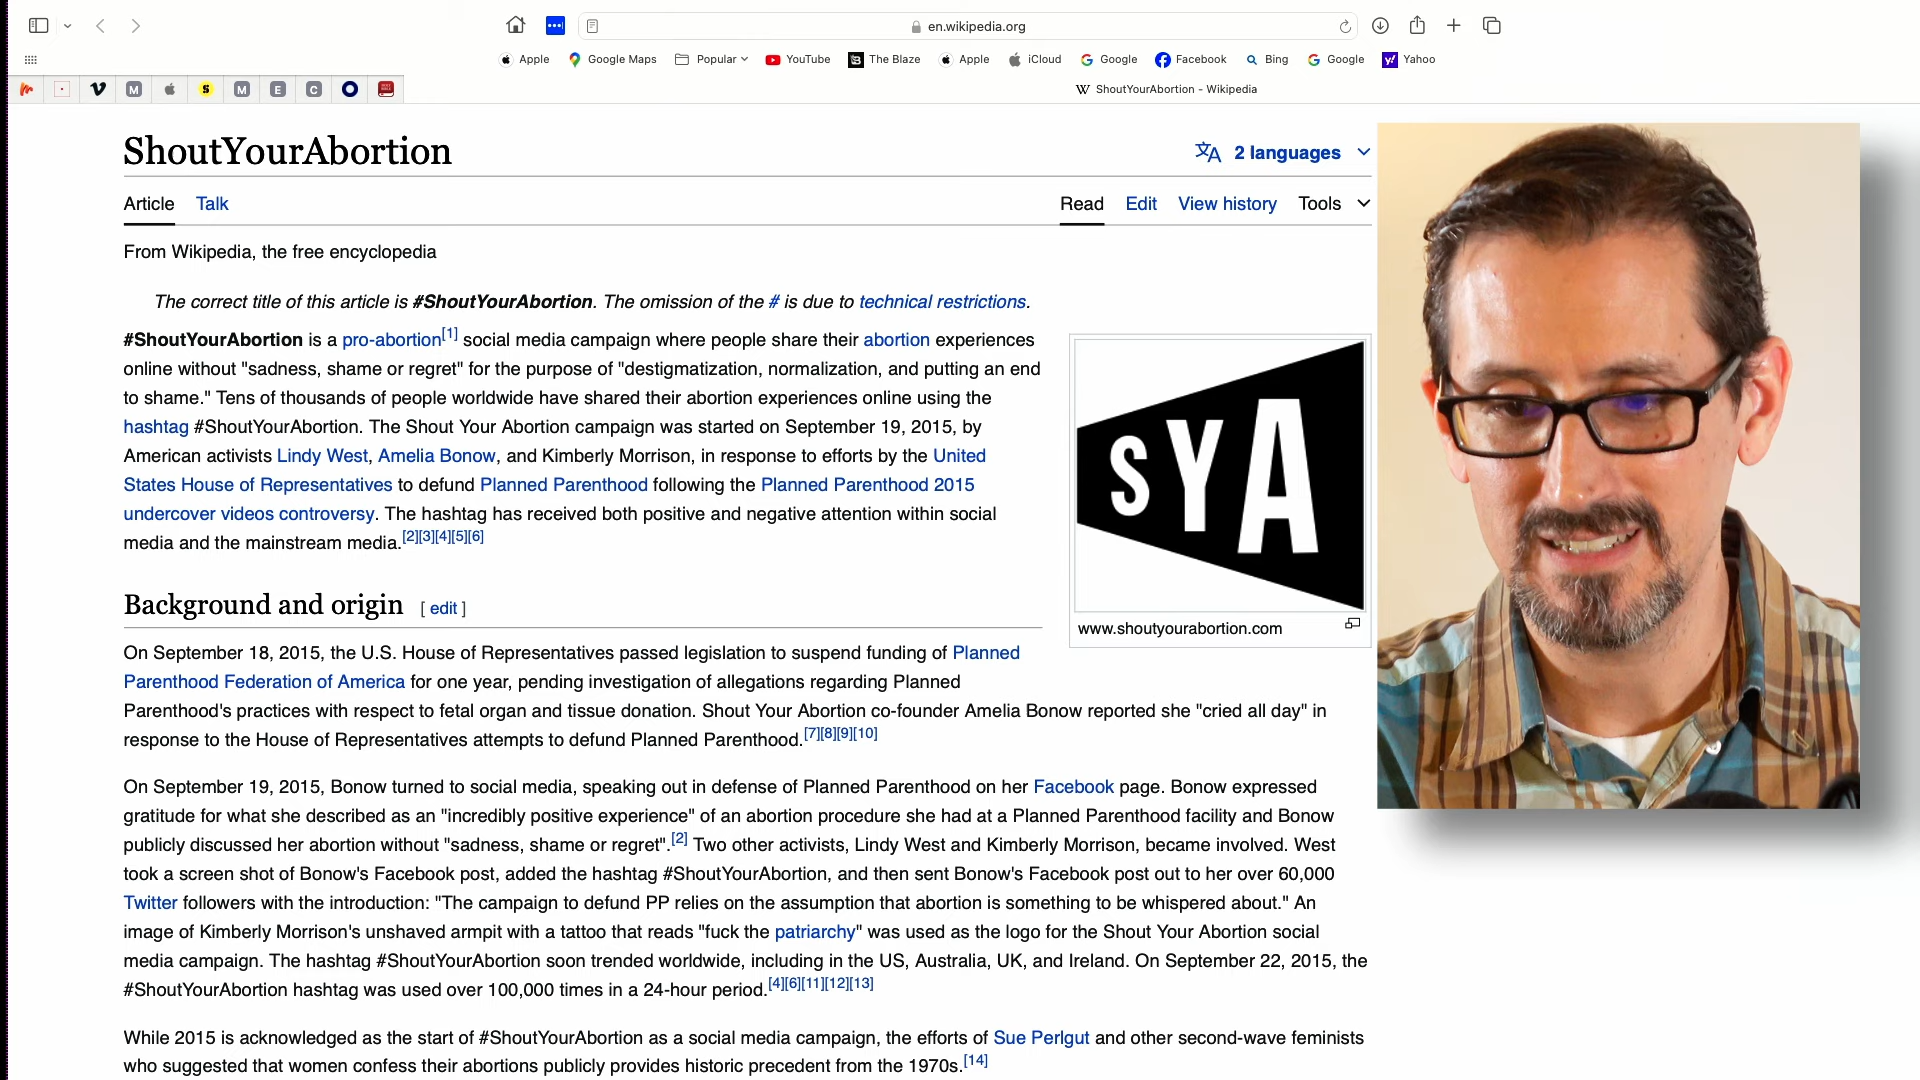 en.wikipedia.org
Apple Google Maps Popular YouTube The Blaze Apple iCloud Google Facebook Bing Google Yahoo
M S M E C ShoutYourAbortion - Wikipedia
ShoutYourAbortion
2 languages
Article Talk Read Edit View history Tools
From Wikipedia, the free encyclopedia
The correct title of this article is #ShoutYourAbortion. The omission of the # is due to technical restrictions.
#ShoutYourAbortion is a pro-abortion[1] social media campaign where people share their abortion experiences
online without "sadness, shame or regret" for the purpose of "destigmatization, normalization, and putting an end
to shame." Tens of thousands of people worldwide have shared their abortion experiences online using the
hashtag #ShoutYourAbortion. The Shout Your Abortion campaign was started on September 19, 2015, by
American activists Lindy West, Amelia Bonow, and Kimberly Morrison, in response to efforts by the United
States House of Representatives to defund Planned Parenthood following the Planned Parenthood 2015
undercover videos controversy. The hashtag has received both positive and negative attention within social
media and the mainstream media.[2][3][4][5][6]
SYA
www.shoutyourabortion.com
Background and origin [ edit ]
On September 18, 2015, the U.S. House of Representatives passed legislation to suspend funding of Planned
Parenthood Federation of America for one year, pending investigation of allegations regarding Planned
Parenthood's practices with respect to fetal organ and tissue donation. Shout Your Abortion co-founder Amelia Bonow reported she "cried all day" in
response to the House of Representatives attempts to defund Planned Parenthood.[7][8][9][10]
On September 19, 2015, Bonow turned to social media, speaking out in defense of Planned Parenthood on her Facebook page. Bonow expressed
gratitude for what she described as an "incredibly positive experience" of an abortion procedure she had at a Planned Parenthood facility and Bonow
publicly discussed her abortion without "sadness, shame or regret".[2] Two other activists, Lindy West and Kimberly Morrison, became involved. West
took a screen shot of Bonow's Facebook post, added the hashtag #ShoutYourAbortion, and then sent Bonow's Facebook post out to her over 60,000
Twitter followers with the introduction: "The campaign to defund PP relies on the assumption that abortion is something to be whispered about." An
image of Kimberly Morrison's unshaved armpit with a tattoo that reads "fuck the patriarchy" was used as the logo for the Shout Your Abortion social
media campaign. The hashtag #ShoutYourAbortion soon trended worldwide, including in the US, Australia, UK, and Ireland. On September 22, 2015, the
#ShoutYourAbortion hashtag was used over 100,000 times in a 24-hour period.[4][6][11][12][13]
While 2015 is acknowledged as the start of #ShoutYourAbortion as a social media campaign, the efforts of Sue Perlgut and other second-wave feminists
who suggested that women confess their abortions publicly provides historic precedent from the 1970s.[14]